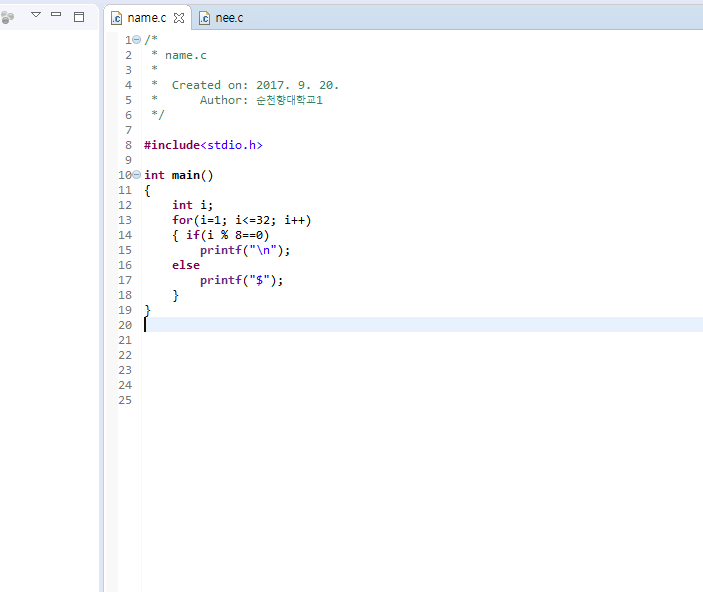 name.c nee.c
1 /*
2 * name.c
3 *
4 * Created on: 2017. 9. 20.
5 * Author: 순천향대학교1
6 */
7
8 #include<stdio.h>
9
10 int main()
11 {
12 int i;
13 for(i=1; i<=32; i++)
14 { if(i % 8==0)
15 printf("\n");
16 else
17 printf("$");
18 }
19 }
20
21
22
23
24
25